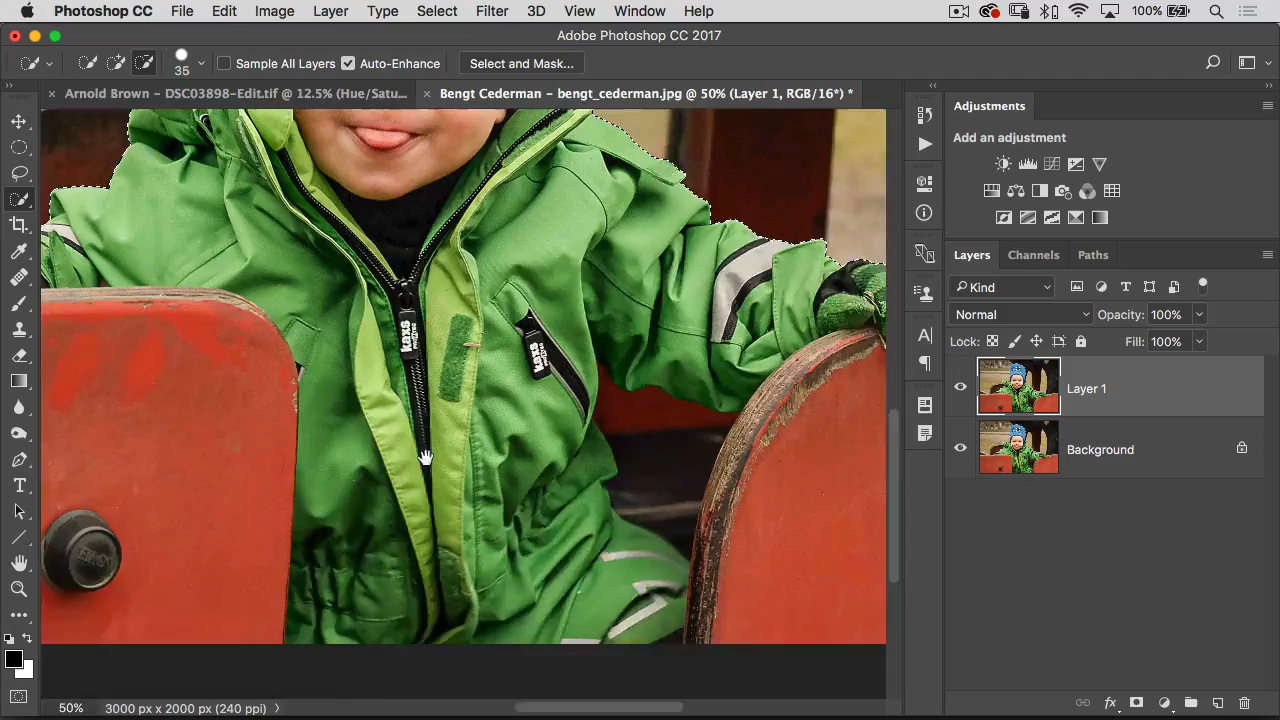 Photoshop CC File Edit Image Layer Type Select Filter 3D View Window Help 100%
Adobe Photoshop CC 2017
35 Sample All Layers Auto-Enhance Select and Mask...
Arnold Brown – DSC03898-Edit.tif @ 12.5% (Hue/Satu... Bengt Cederman – bengt_cederman.jpg @ 50% (Layer 1, RGB/16*) *
Adjustments
Add an adjustment
Layers Channels Paths
Kind
Normal Opacity: 100%
Lock: Fill: 100%
Layer 1
Background
kaxs
kaxs
50% 3000 px x 2000 px (240 ppi)